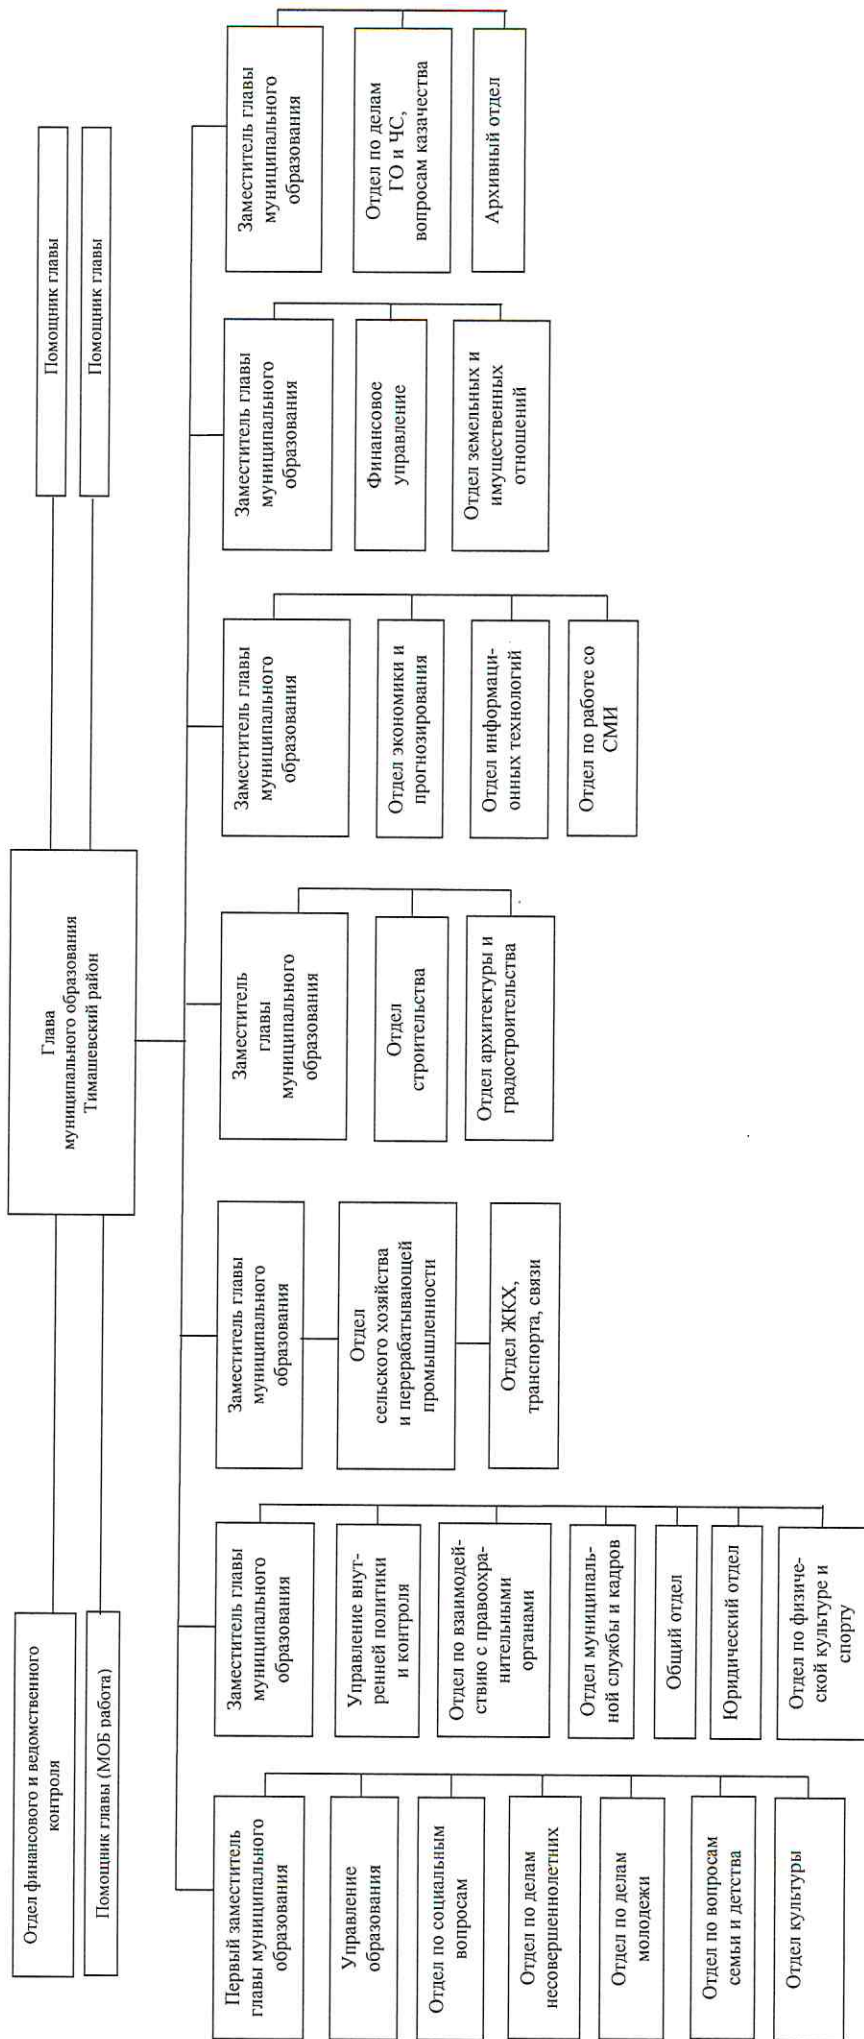 Глава
муниципального образования
Тимашевский район
Отдел финансового и ведомственного
контроля
Помощник главы (МОБ работа)
Помощник главы
Помощник главы
Первый заместитель
главы муниципального
образования
Управление
образования
Отдел по социальным
вопросам
Отдел по делам
несовершеннолетних
Отдел по делам
молодежи
Отдел по вопросам
семьи и детства
Отдел культуры
Заместитель главы
муниципального
образования
Управление внут-
ренней политики
и контроля
Отдел по взаимодей-
ствию с правоохра-
нительными
органами
Отдел муниципаль-
ной службы и кадров
Общий отдел
Юридический отдел
Отдел по физиче-
ской культуре и
спорту
Заместитель главы
муниципального
образования
Отдел
сельского хозяйства
и перерабатывающей
промышленности
Отдел ЖКХ,
транспорта, связи
Заместитель
главы
муниципального
образования
Отдел
строительства
Отдел архитектуры и
градостроительства
Заместитель главы
муниципального
образования
Отдел экономики и
прогнозирования
Отдел информаци-
онных технологий
Отдел по работе со
СМИ
Заместитель главы
муниципального
образования
Финансовое
управление
Отдел земельных и
имущественных
отношений
Заместитель главы
муниципального
образования
Отдел по делам
ГО и ЧС,
вопросам казачества
Архивный отдел